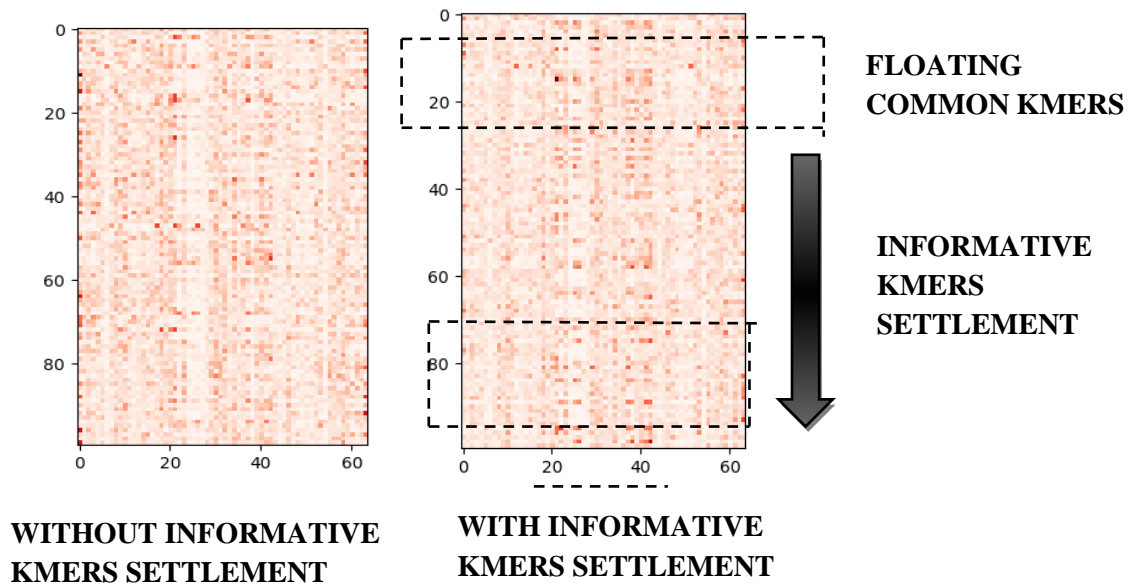 0
20
40
60
80
0 20 40 60
WITHOUT INFORMATIVE
KMERS SETTLEMENT
0
20
40
60
80
0 20 40 60
WITH INFORMATIVE
KMERS SETTLEMENT
FLOATING
COMMON KMERS
INFORMATIVE
KMERS
SETTLEMENT